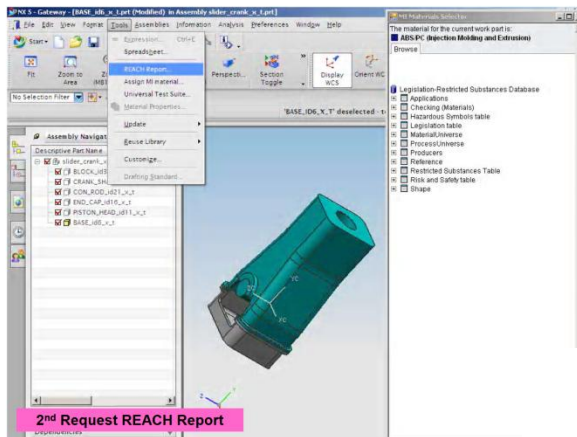 NX 5 - Gateway - [BASE_id6_x_t.prt (Modified) in Assembly slider_crank_x_t.prt]
File Edit View Format Tools Assemblies Information Analysis Preferences Window Help
Start
Expression... Ctrl+E
Spreadsheet...
REACH Report...
Assign MI material...
Universal Test Suite...
Material Properties...
Update
Reuse Library
Customize...
Drafting Standard...
Fit
Zoom to Area
Perspecti..
Section Toggle
Display WCS
Orient WC
No Selection Filter
'BASE_ID6_X_T' deselected - t
Assembly Navigat
Descriptive Part Name
slider_crank_x
BLOCK_id3
CRANK_SHA
CON_ROD_id21_x_t
END_CAP_id16_x_t
PISTON_HEAD_id11_x_t
BASE_id6_x_t
XC
YC
Dependencies
2nd Request REACH Report
MI Materials Selector
The material for the current work part is:
ABS-PC (Injection Molding and Extrusion)
Browse
Legislation-Restricted Substances Database
Applications
Checking (Materials)
Hazardous Symbols table
Legislation table
MaterialUniverse
ProcessUniverse
Producers
Reference
Restricted Substances Table
Risk and Safety table
Shape